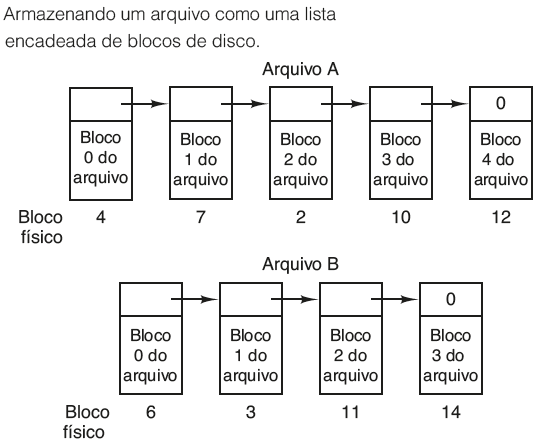 Armazenando um arquivo como uma lista
encadeada de blocos de disco.
Arquivo A
0
Bloco Bloco Bloco Bloco Bloco
0 do 1 do 2 do 3 do 4 do
arquivo arquivo arquivo arquivo arquivo
Bloco 4 7 2 10 12
físico
Arquivo B
0
Bloco Bloco Bloco Bloco
0 do 1 do 2 do 3 do
arquivo arquivo arquivo arquivo
Bloco 6 3 11 14
físico